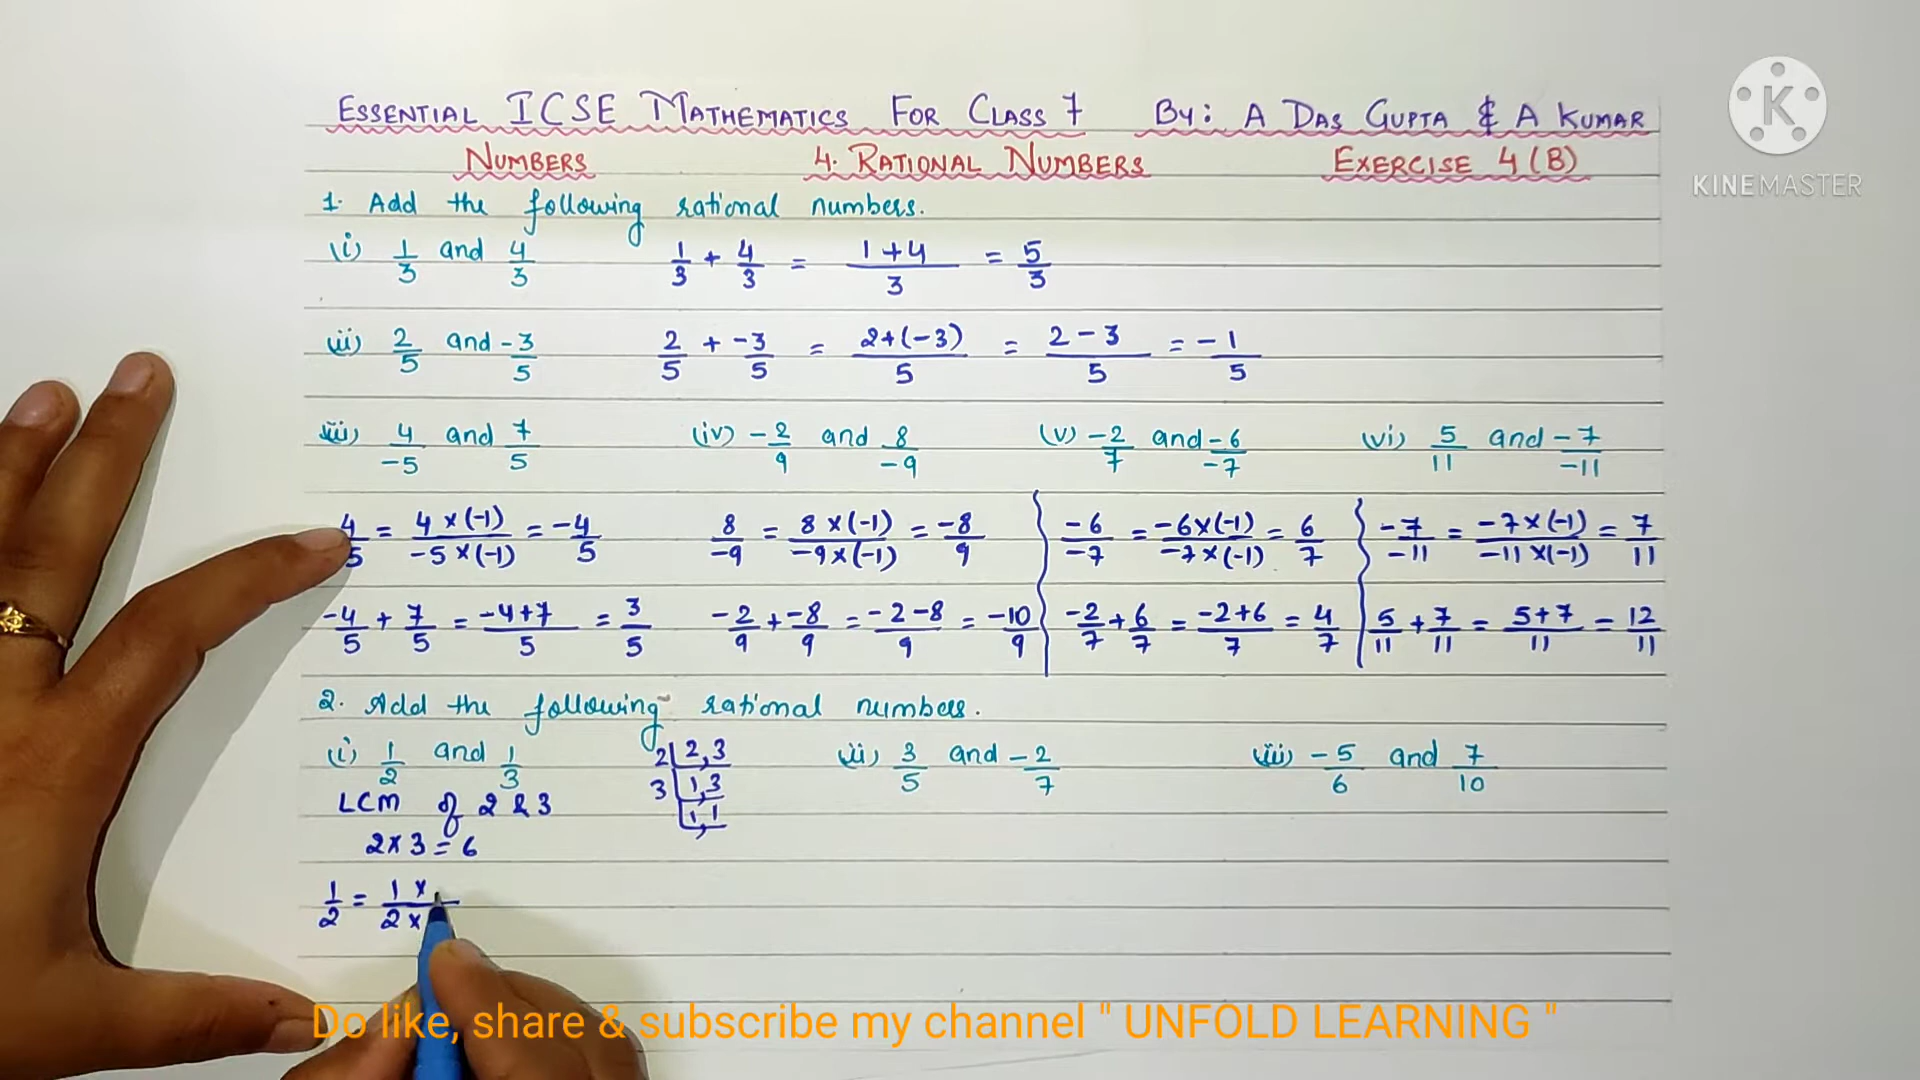 ESSENTIAL ICSE MATHEMATICS FOR CLASS 7 BY: A DAS GUPTA & A KUMAR
NUMBERS 4. RATIONAL NUMBERS EXERCISE 4(B)
KINEMASTER
1. Add the following rational numbers.
(i) 1/3 and 4/3 1/3 + 4/3 = (1+4)/3 = 5/3
(ii) 2/5 and -3/5 2/5 + -3/5 = (2+(-3))/5 = (2-3)/5 = -1/5
(iii) 4/-5 and 7/5 (iv) -2/9 and 8/-9 (v) -2/7 and -6/-7 (vi) 5/11 and -7/-11
4/5 = (4×(-1))/(-5×(-1)) = -4/5 8/-9 = (8×(-1))/(-9×(-1)) = -8/9 -6/-7 = (-6×(-1))/(-7×(-1)) = 6/7 -7/-11 = (-7×(-1))/(-11×(-1)) = 7/11
-4/5 + 7/5 = (-4+7)/5 = 3/5 -2/9 + -8/9 = (-2-8)/9 = -10/9 -2/7 + 6/7 = (-2+6)/7 = 4/7 5/11 + 7/11 = (5+7)/11 = 12/11
2. Add the following rational numbers.
(i) 1/2 and 1/3 2|2,3 (ii) 3/5 and -2/7 (iii) -5/6 and 7/10
LCM of 2 & 3 3|1,3
|1,1
2×3=6
1/2 = 1×/2×
Do like, share & subscribe my channel " UNFOLD LEARNING "